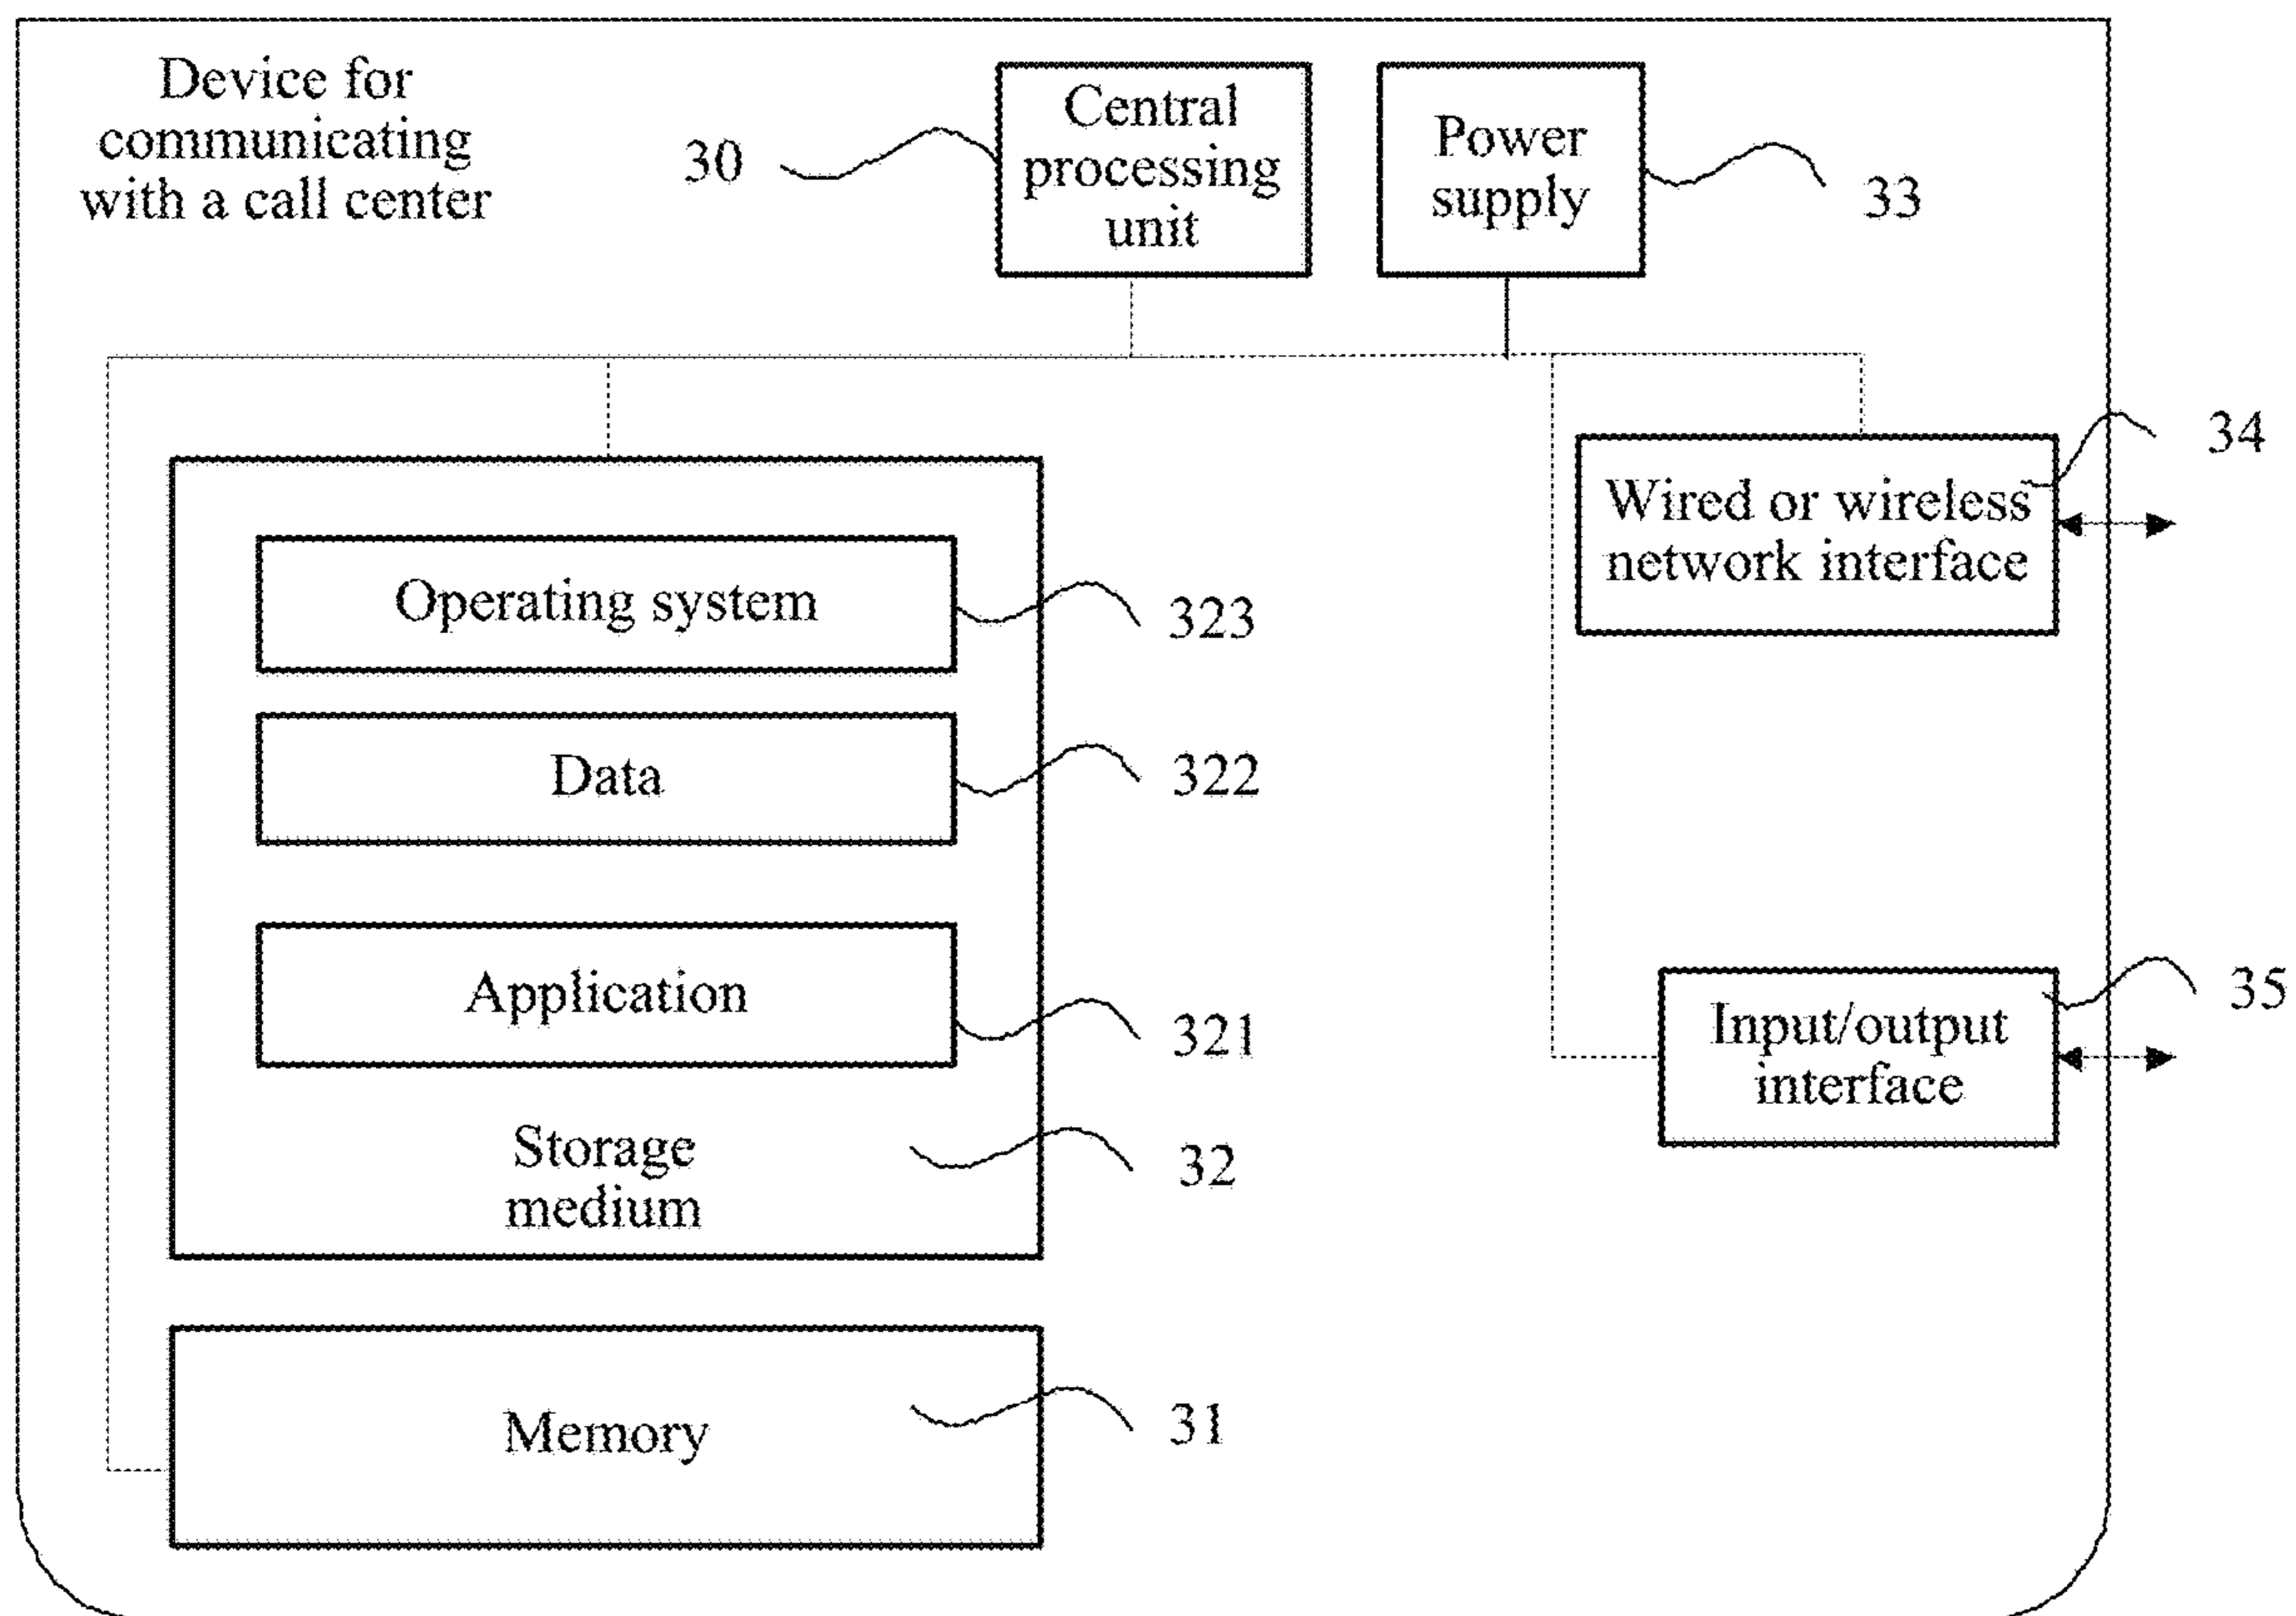 Device for
communicating
with a call center
30
Central
processing
unit
Power
supply
33
34
Wired or wireless
network interface
Operating system
323
Data
322
Application
321
35
Input/output
interface
Storage
medium
32
Memory
31